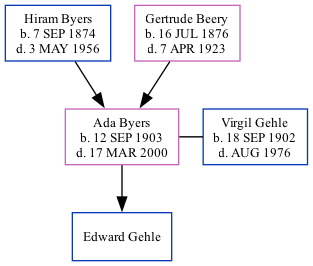 Hiram Byers
b. 7 SEP 1874
d. 3 MAY 1956
Gertrude Beery
b. 16 JUL 1876
d. 7 APR 1923
Ada Byers
b. 12 SEP 1903
d. 17 MAR 2000
Virgil Gehle
b. 18 SEP 1902
d. AUG 1976
Edward Gehle